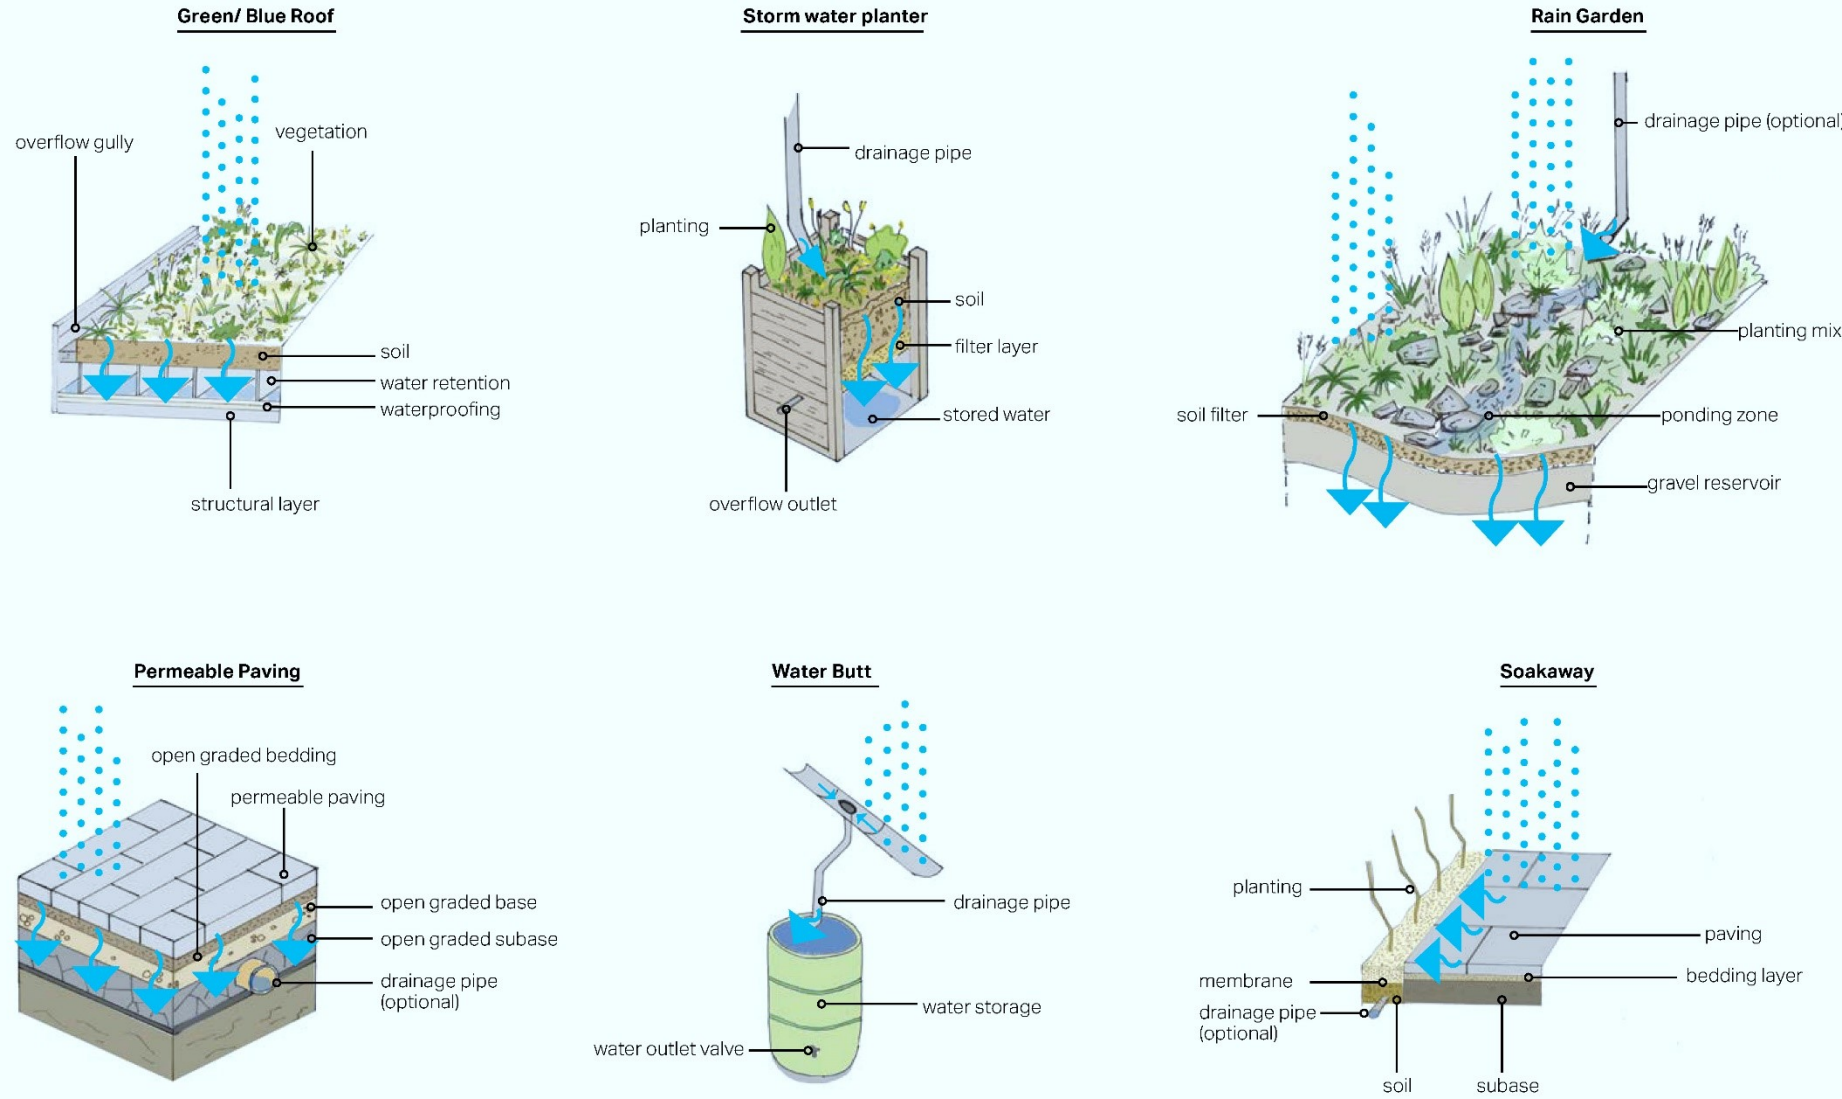 Green/ Blue Roof
overflow gully
vegetation
soil
water retention
waterproofing
structural layer
Storm water planter
drainage pipe
planting
soil
filter layer
stored water
overflow outlet
Rain Garden
drainage pipe (optional)
planting mix
soil filter
ponding zone
gravel reservoir
Permeable Paving
open graded bedding
permeable paving
open graded base
open graded subase
drainage pipe
(optional)
Water Butt
drainage pipe
water storage
water outlet valve
Soakaway
planting
paving
membrane
bedding layer
drainage pipe
(optional)
soil
subase